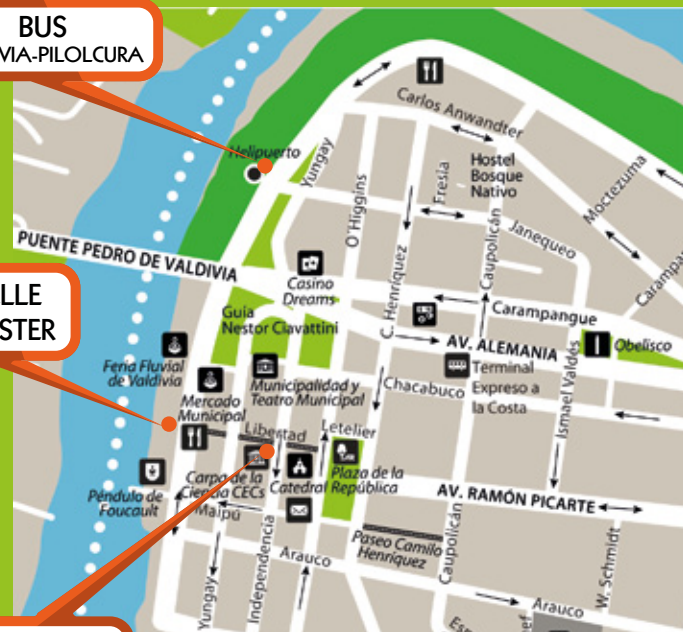 BUS
VIA-PILOLCURA
Carlos Anwandter
Helipuerto
Yungay
O'Higgins
Fresia
Hostel
Bosque
Nativo
Moctezuma
C. Henríquez
Caupolicán
Janequeo
PUENTE PEDRO DE VALDIVIA
Casino
Dreams
Carampangue
LLE
STER
Guía
Nestor Ciavattini
AV. ALEMANIA
Obelisco
Feria Fluvial
de Valdivia
Mercado
Municipal
Municipalidad y
Teatro Municipal
Chacabuco
Terminal
Expreso a
la Costa
Ismael Valdés
Libertad
Letelier
Péndulo de
Foucault
Carpa de la
Ciencia CECs
Catedral
Plaza de la
República
Maipú
AV. RAMÓN PICARTE
Independencia
Arauco
Paseo Camilo
Henríquez
Caupolicán
W. Schmidt
Yungay
Arauco